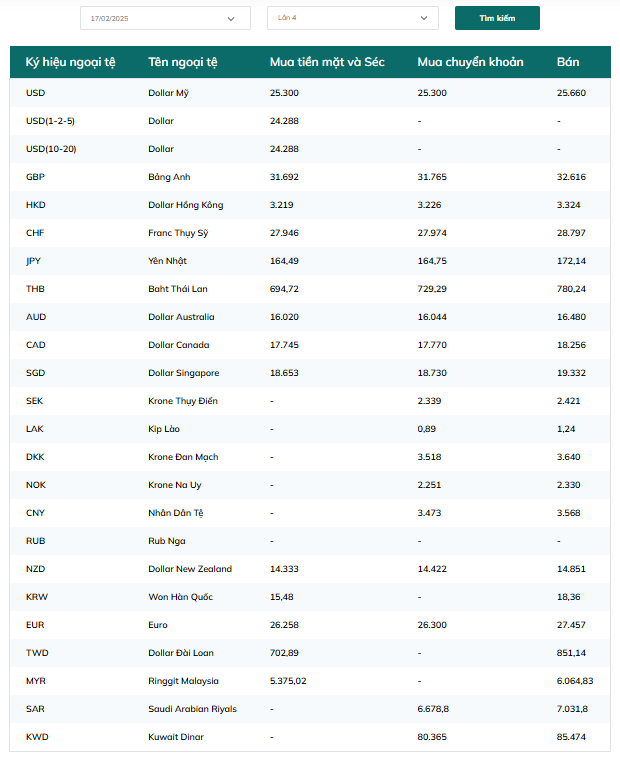 17/02/2025 Lần 4 Tìm kiếm
Ký hiệu ngoại tệ Tên ngoại tệ Mua tiền mặt và Séc Mua chuyển khoản Bán
USD Dollar Mỹ 25.300 25.300 25.660
USD(1-2-5) Dollar 24.288 - -
USD(10-20) Dollar 24.288 - -
GBP Bảng Anh 31.692 31.765 32.616
HKD Dollar Hồng Kông 3.219 3.226 3.324
CHF Franc Thụy Sỹ 27.946 27.974 28.797
JPY Yên Nhật 164,49 164,75 172,14
THB Baht Thái Lan 694,72 729,29 780,24
AUD Dollar Australia 16.020 16.044 16.480
CAD Dollar Canada 17.745 17.770 18.256
SGD Dollar Singapore 18.653 18.730 19.332
SEK Krone Thụy Điển - 2.339 2.421
LAK Kip Lào - 0,89 1,24
DKK Krone Đan Mạch - 3.518 3.640
NOK Krone Na Uy - 2.251 2.330
CNY Nhân Dân Tệ - 3.473 3.568
RUB Rub Nga - - -
NZD Dollar New Zealand 14.333 14.422 14.851
KRW Won Hàn Quốc 15,48 - 18,36
EUR Euro 26.258 26.300 27.457
TWD Dollar Đài Loan 702,89 - 851,14
MYR Ringgit Malaysia 5.375,02 - 6.064,83
SAR Saudi Arabian Riyals - 6.678,8 7.031,8
KWD Kuwait Dinar - 80.365 85.474